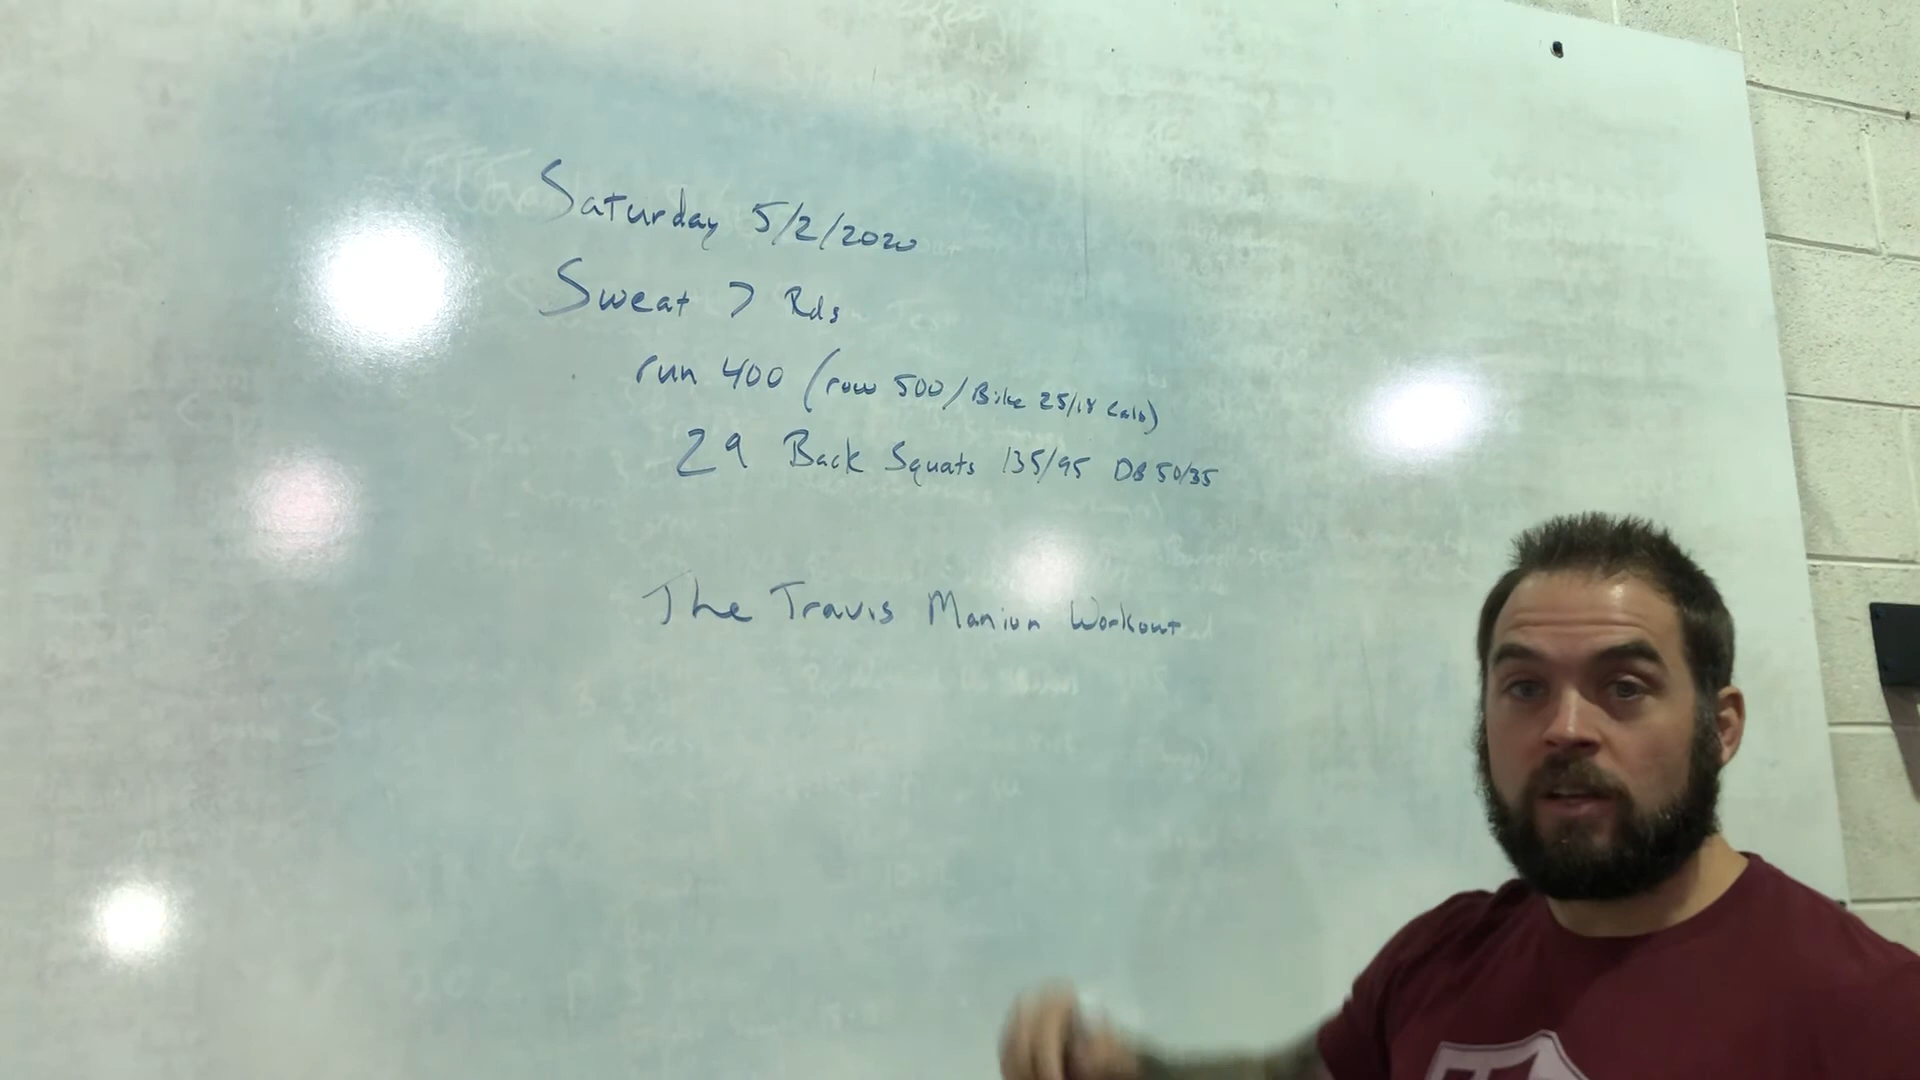 Saturday 5/2/2020
Sweat 7 Rds
run 400 (row 500/Bike 25/18 Cals)
29 Back Squats 135/95 DB 50/35
The Travis Manion Workout